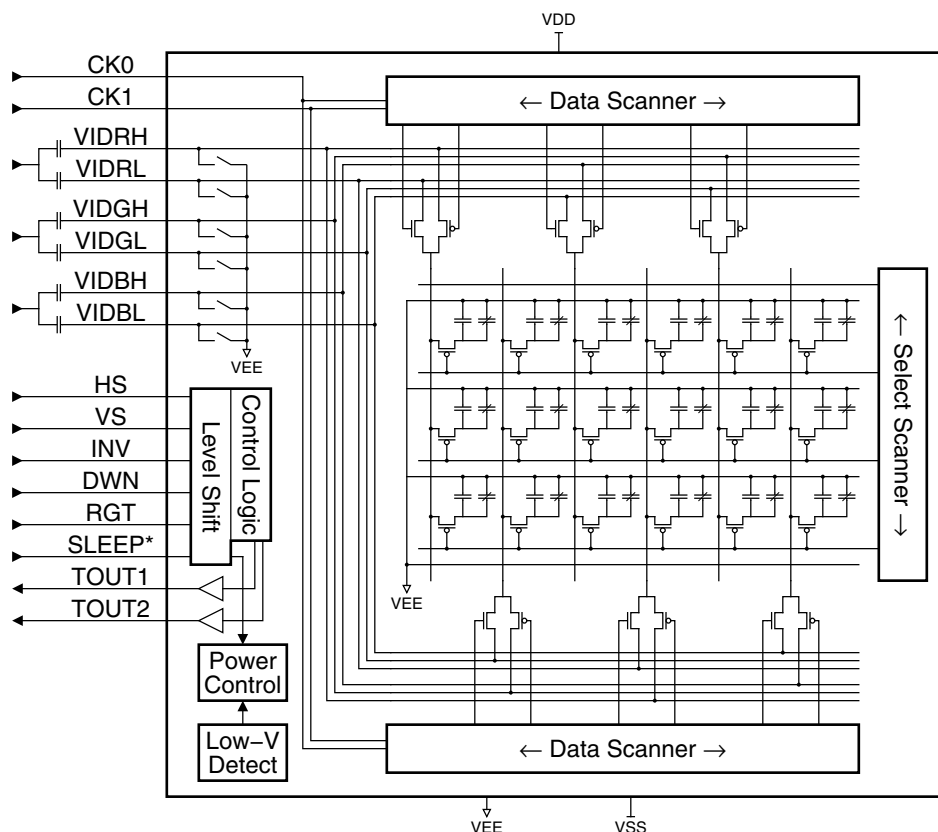 VDD
CK0
CK1
← Data Scanner →
VIDRH
VIDRL
VIDGH
VIDGL
VIDBH
VIDBL
VEE
← Select Scanner →
HS
VS
INV
DWN
RGT
SLEEP*
TOUT1
TOUT2
Level Shift
Control Logic
VEE
Power
Control
Low–V
Detect
← Data Scanner →
VEE
VSS